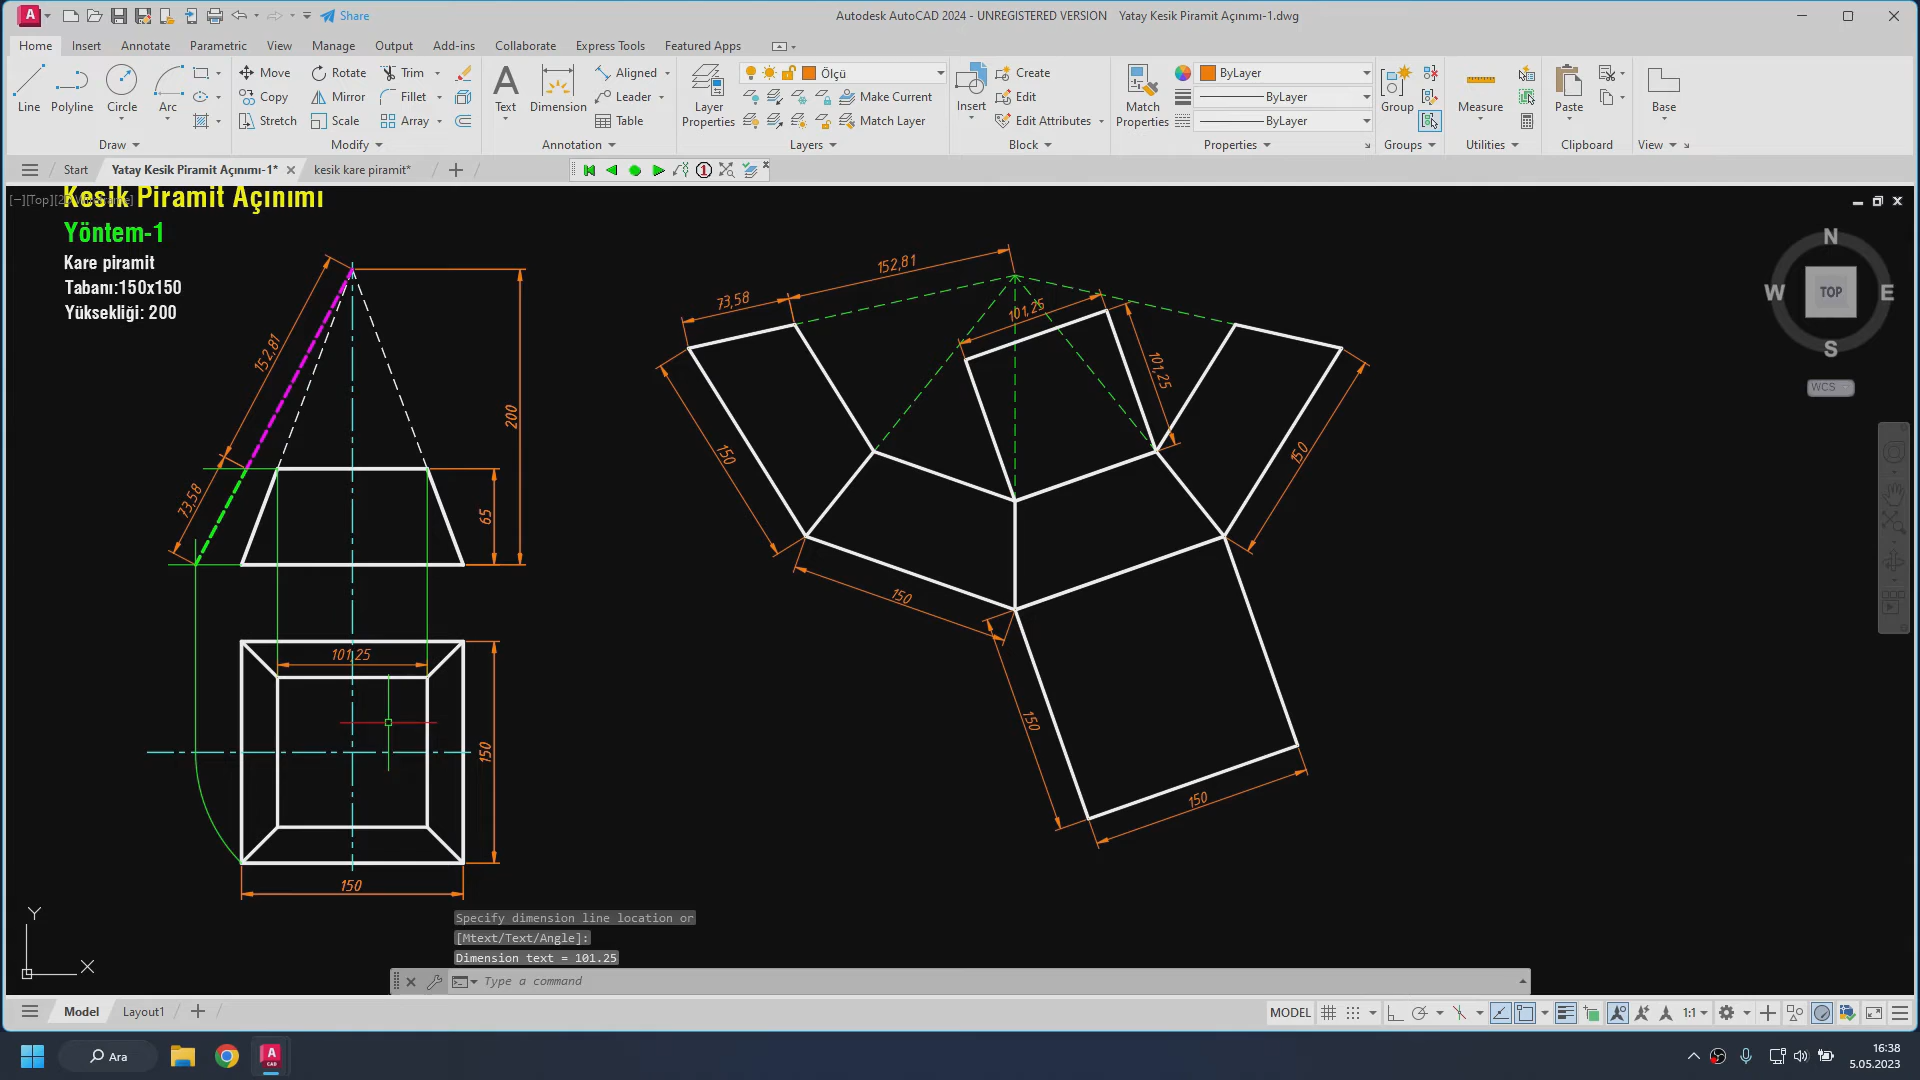 Autodesk AutoCAD 2024 - UNREGISTERED VERSION Yatay Kesik Piramit Açınımı-1.dwg
Share
Home Insert Annotate Parametric View Manage Output Add-ins Collaborate Express Tools Featured Apps
Line Polyline Circle Arc
Move Rotate Trim
Copy Mirror Fillet
Stretch Scale Array
Text Dimension
Aligned
Leader
Table
Layer Properties
Ölçü
Make Current
Match Layer
Insert
Create
Edit
Edit Attributes
Match Properties
ByLayer
ByLayer
ByLayer
Group
Measure
Paste
Base
Draw Modify Annotation Layers Block Properties Groups Utilities Clipboard View
Start Yatay Kesik Piramit Açınımı-1* kesik kare piramit*
[−][Top]
Kesik Piramit Açınımı
Yöntem-1
Kare piramit
Tabanı:150x150
Yüksekliği: 200
152,81
73,58
200
65
101,25
150
150
152,81
73,58
101,25
101,25
150
150
150
150
150
N
W TOP E
S
WCS
Y
X
Specify dimension line location or
[Mtext/Text/Angle]:
Dimension text = 101.25
Type a command
Model Layout1
MODEL
1:1
Ara
A
CAD
16:38
5.05.2023